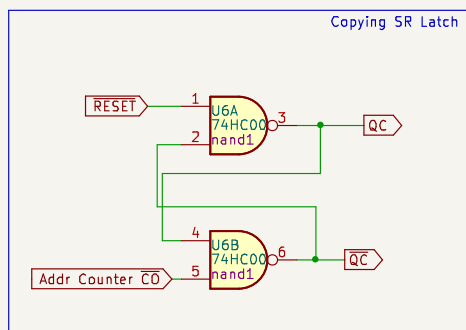 Copying SR Latch
RESET
1
2
U6A
74HC00
nand1
3
QC
4
5
U6B
74HC00
nand1
6
QC
Addr Counter CO